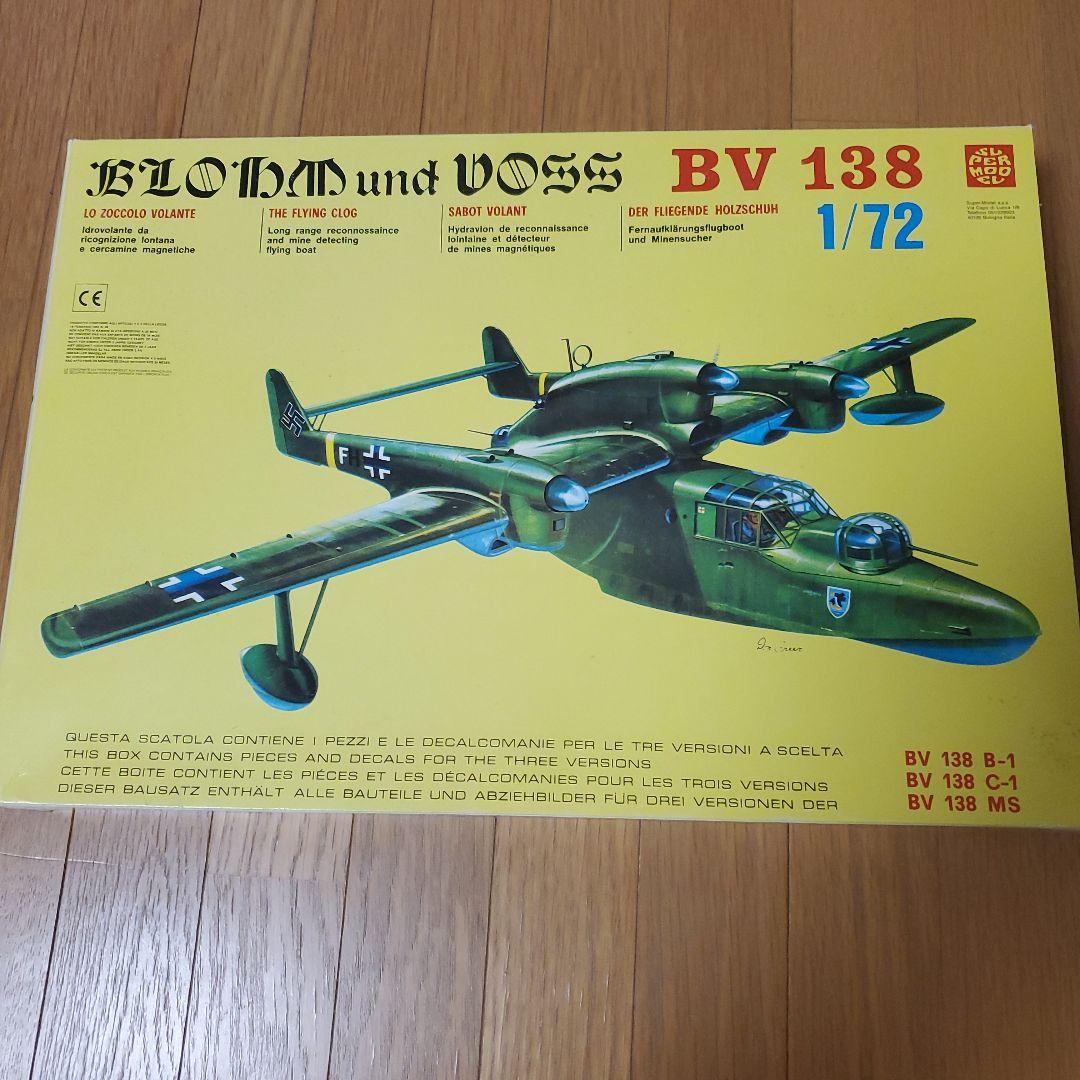 BLOHM und VOSS BV 138
1/72
SUPER MODEL
LO ZOCCOLO VOLANTE
Idrovolante da
ricognizione lontana
e cercamine magnetiche
THE FLYING CLOG
Long range reconnossaince
and mine detecting
flying boat
SABOT VOLANT
Hydravion de reconnaissance
lointaine et détecteur
de mines magnétiques
DER FLIEGENDE HOLZSCHUH
Fernaufklärungsflugboot
und Minensucher
CE
FH
QUESTA SCATOLA CONTIENE I PEZZI E LE DECALCOMANIE PER LE TRE VERSIONI A SCELTA
THIS BOX CONTAINS PIECES AND DECALS FOR THE THREE VERSIONS
CETTE BOITE CONTIENT LES PIÉCES ET LES DÉCALCOMANIES POUR LES TROIS VERSIONS
DIESER BAUSATZ ENTHÄLT ALLE BAUTEILE UND ABZIEHBILDER FÜR DREI VERSIONEN DER
BV 138 B-1
BV 138 C-1
BV 138 MS